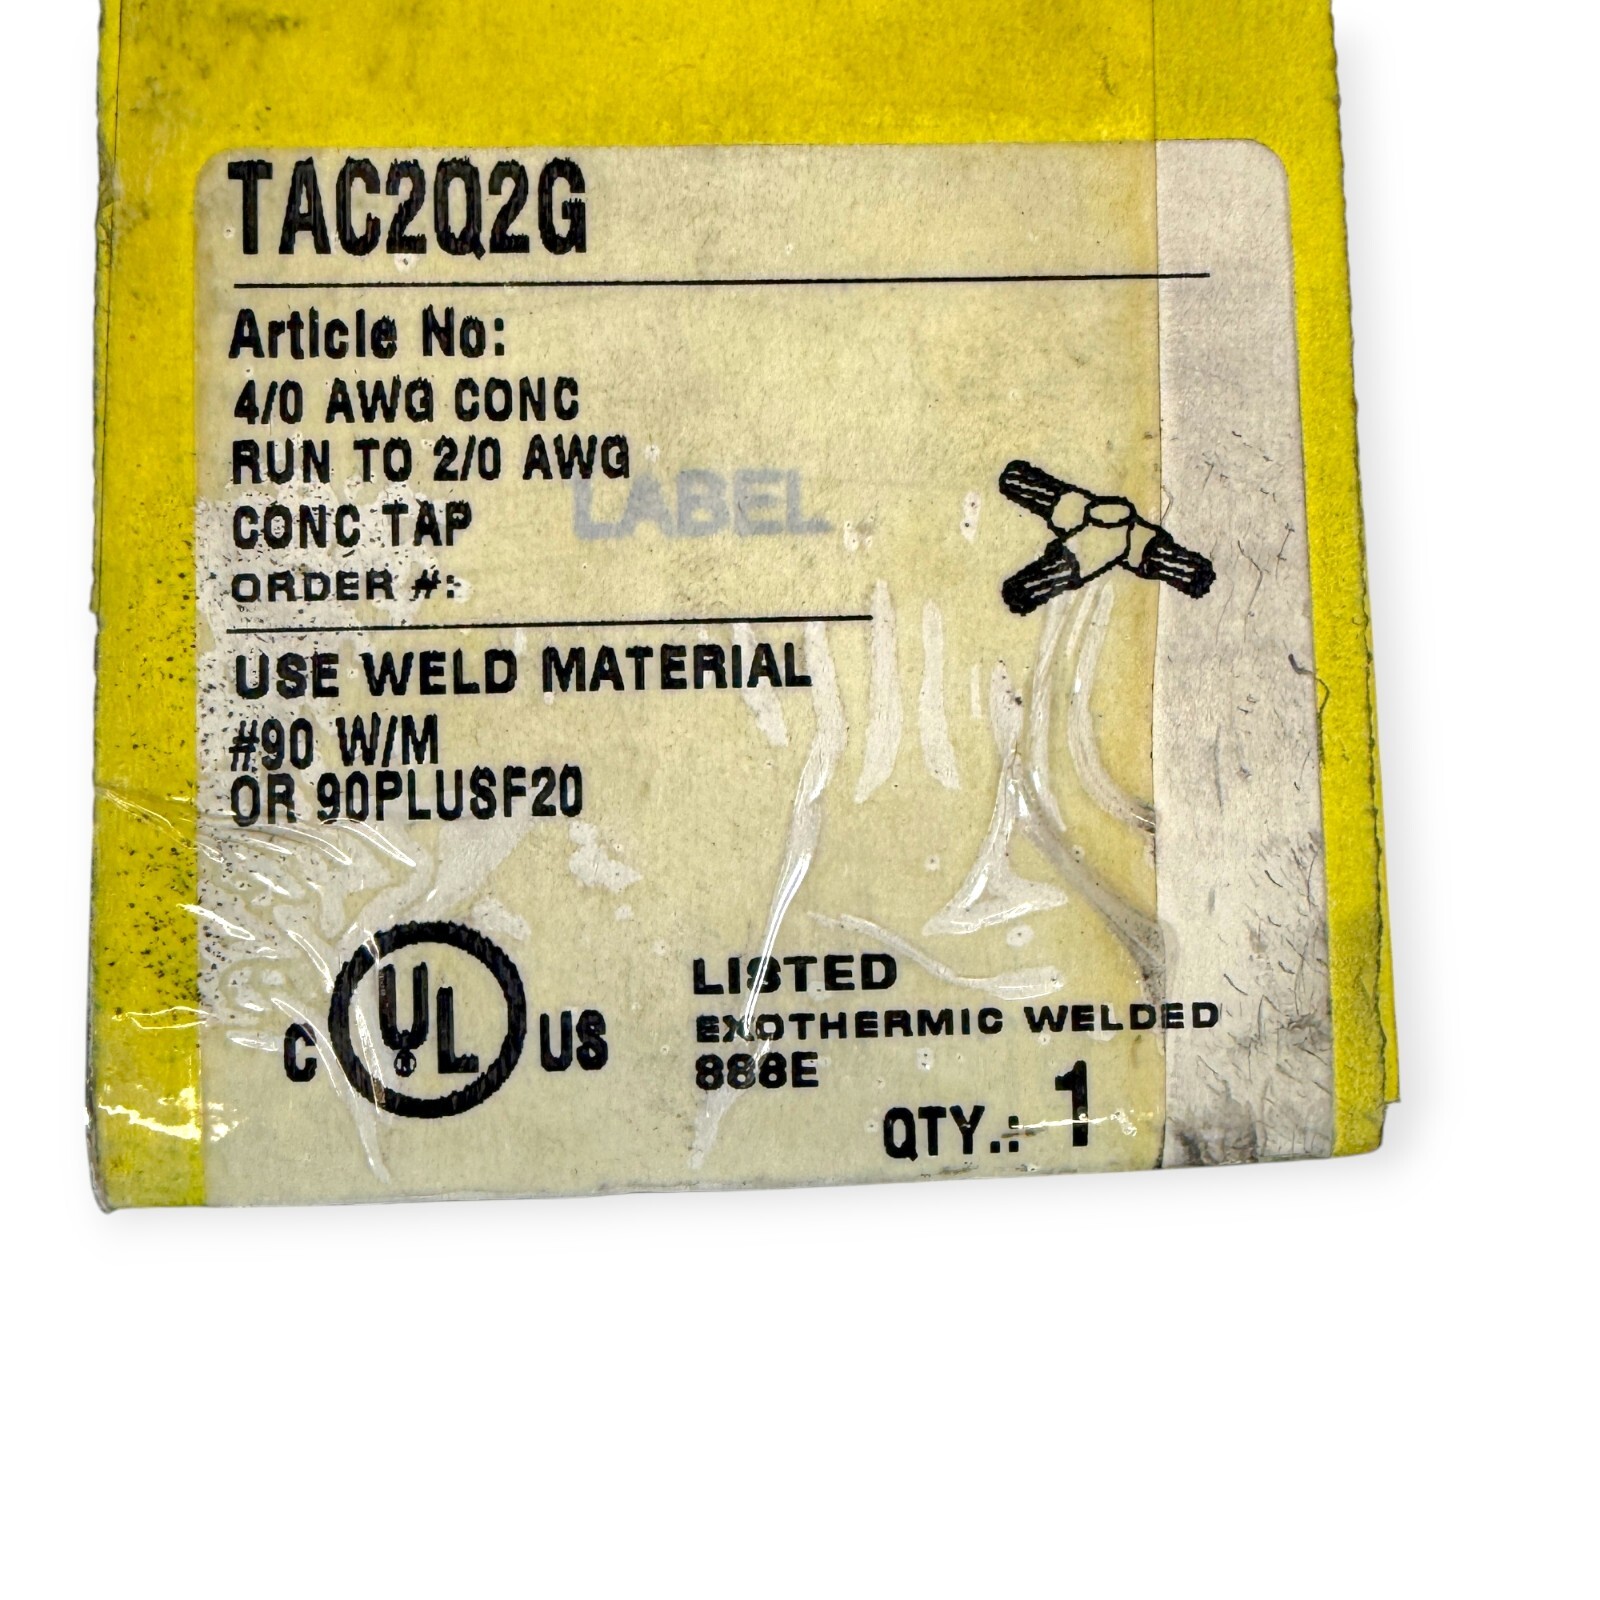 TAC2Q2G
Article No:
4/0 AWG CONC
RUN TO 2/0 AWG
CONC TAP
LABEL
ORDER #:
USE WELD MATERIAL
#90 W/M
OR 90PLUSF20
C UL US
LISTED
EXOTHERMIC WELDED
888E
QTY.: 1